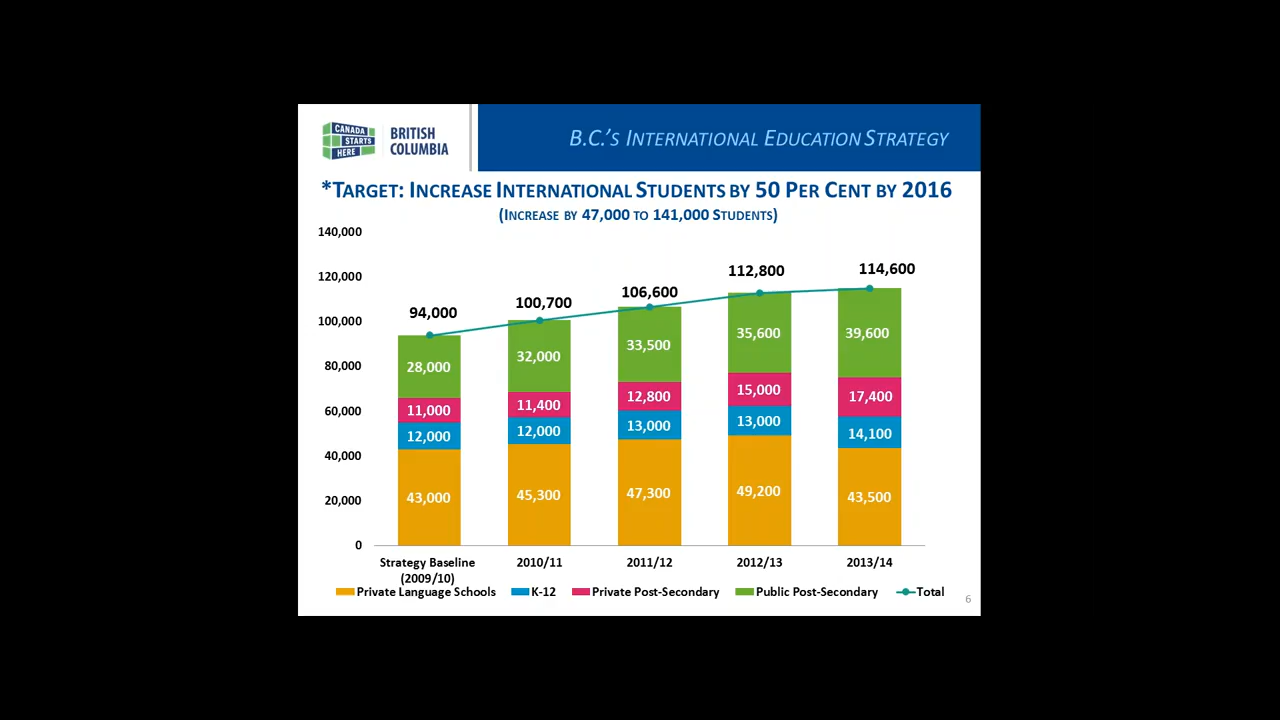 CANADA
STARTS
HERE
BRITISH
COLUMBIA
B.C.'S INTERNATIONAL EDUCATION STRATEGY
*TARGET: INCREASE INTERNATIONAL STUDENTS BY 50 PER CENT BY 2016
(INCREASE BY 47,000 TO 141,000 STUDENTS)
140,000
120,000
100,000
80,000
60,000
40,000
20,000
0
94,000
100,700
106,600
112,800
114,600
28,000
32,000
33,500
35,600
39,600
11,000
11,400
12,800
15,000
17,400
12,000
12,000
13,000
13,000
14,100
43,000
45,300
47,300
49,200
43,500
Strategy Baseline
(2009/10)
2010/11
2011/12
2012/13
2013/14
Private Language Schools
K-12
Private Post-Secondary
Public Post-Secondary
Total
6